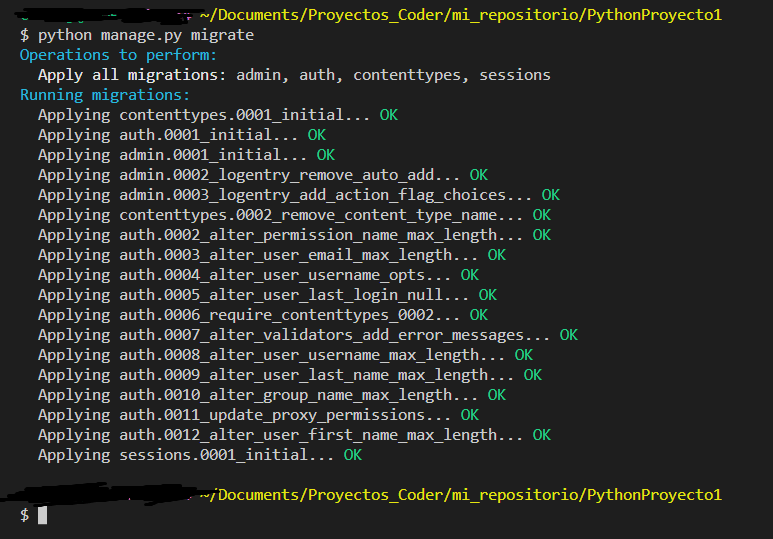 ~/Documents/Proyectos_Coder/mi_repositorio/PythonProyecto1
$ python manage.py migrate
Operations to perform:
  Apply all migrations: admin, auth, contenttypes, sessions
Running migrations:
  Applying contenttypes.0001_initial... OK
  Applying auth.0001_initial... OK
  Applying admin.0001_initial... OK
  Applying admin.0002_logentry_remove_auto_add... OK
  Applying admin.0003_logentry_add_action_flag_choices... OK
  Applying contenttypes.0002_remove_content_type_name... OK
  Applying auth.0002_alter_permission_name_max_length... OK
  Applying auth.0003_alter_user_email_max_length... OK
  Applying auth.0004_alter_user_username_opts... OK
  Applying auth.0005_alter_user_last_login_null... OK
  Applying auth.0006_require_contenttypes_0002... OK
  Applying auth.0007_alter_validators_add_error_messages... OK
  Applying auth.0008_alter_user_username_max_length... OK
  Applying auth.0009_alter_user_last_name_max_length... OK
  Applying auth.0010_alter_group_name_max_length... OK
  Applying auth.0011_update_proxy_permissions... OK
  Applying auth.0012_alter_user_first_name_max_length... OK
  Applying sessions.0001_initial... OK
~/Documents/Proyectos_Coder/mi_repositorio/PythonProyecto1
$